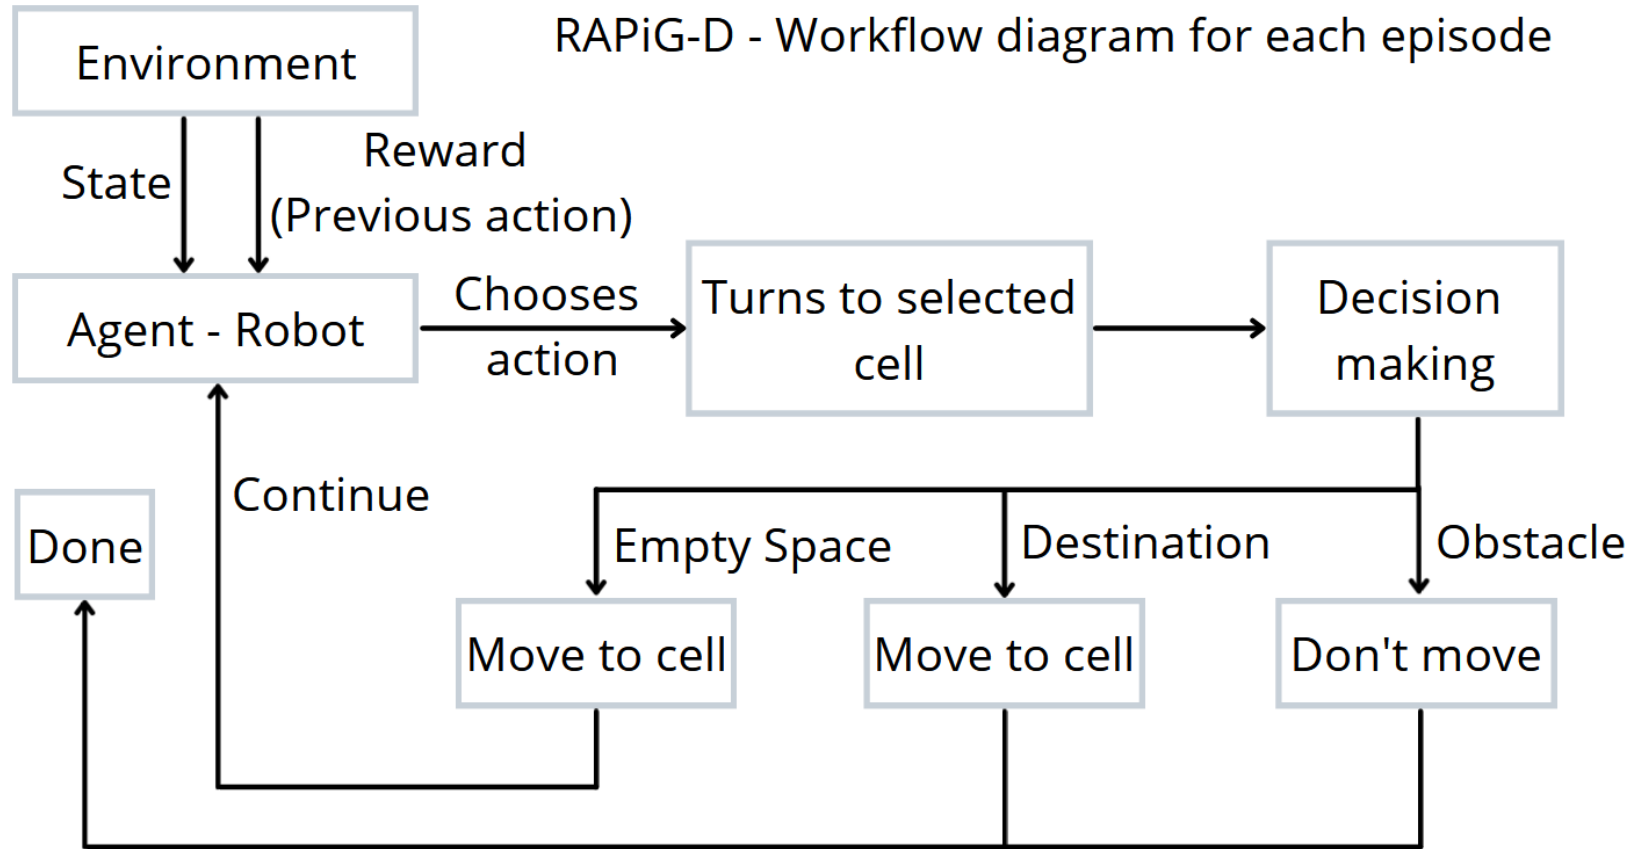 RAPiG-D - Workflow diagram for each episode
Environment
State
Reward
(Previous action)
Agent - Robot
Chooses
action
Turns to selected
cell
Decision
making
Continue
Done
Empty Space
Destination
Obstacle
Move to cell
Move to cell
Don't move